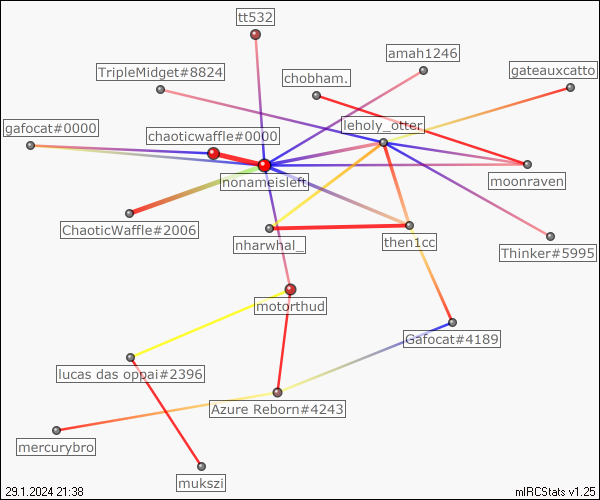 tt532
amah1246
TripleMidget#8824
chobham.
gateauxcatto
gafocat#0000
chaoticwaffle#0000
leholy_otter
nonameisleft
moonraven
ChaoticWaffle#2006
nharwhal_
then1cc
Thinker#5995
motorthud
Gafocat#4189
lucas das oppai#2396
Azure Reborn#4243
mercurybro
mukszi
29.1.2024 21:38
mIRCStats v1.25